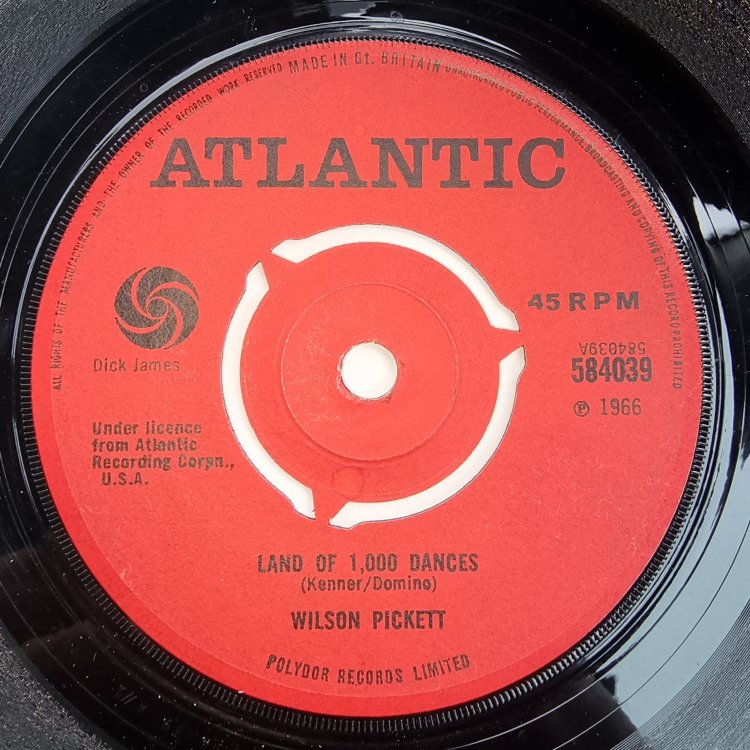 ALL RIGHTS OF THE MANUFACTURERS AND THE OWNER OF THE RECORDED WORK RESERVED MADE IN Gt. BRITAIN UNAUTHORISED PUBLIC PERFORMANCE, BROADCASTING AND COPYING OF THIS RECORD PROHIBITED
ATLANTIC
45 RPM
Dick James
584039A
584039
℗ 1966
Under licence
from Atlantic
Recording Corpn.,
U.S.A.
LAND OF 1,000 DANCES
(Kenner/Domino)
WILSON PICKETT
POLYDOR RECORDS LIMITED